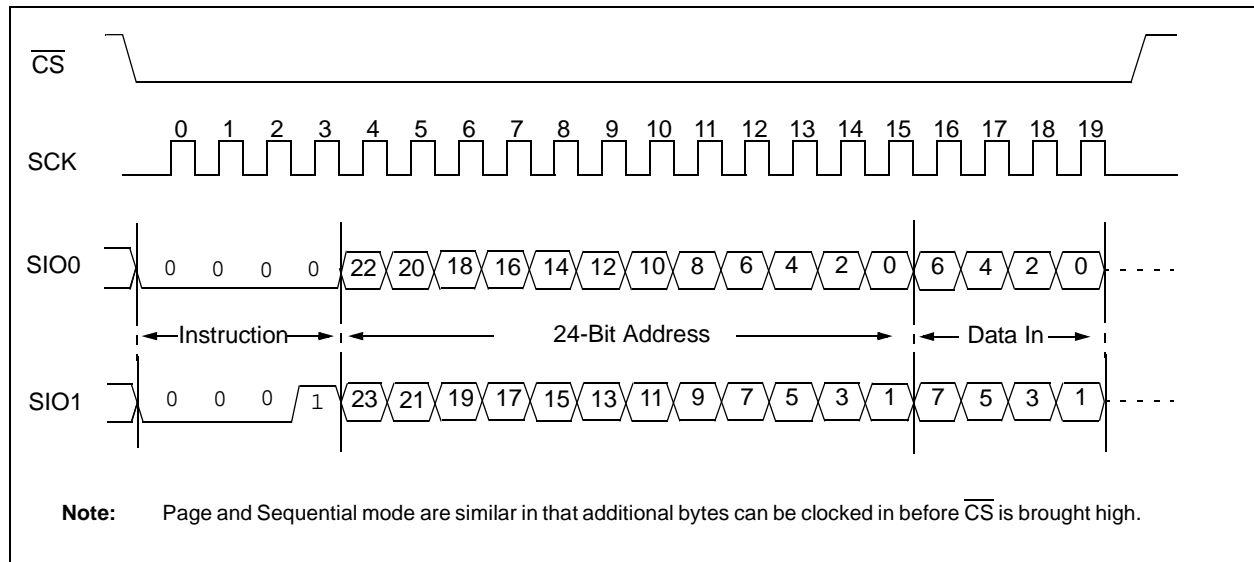 CS
0 1 2 3 4 5 6 7 8 9 10 11 12 13 14 15 16 17 18 19
SCK
SIO0 0 0 0 0 22 20 18 16 14 12 10 8 6 4 2 0 6 4 2 0
Instruction 24-Bit Address Data In
SIO1 0 0 0 1 23 21 19 17 15 13 11 9 7 5 3 1 7 5 3 1
Note: Page and Sequential mode are similar in that additional bytes can be clocked in before CS is brought high.